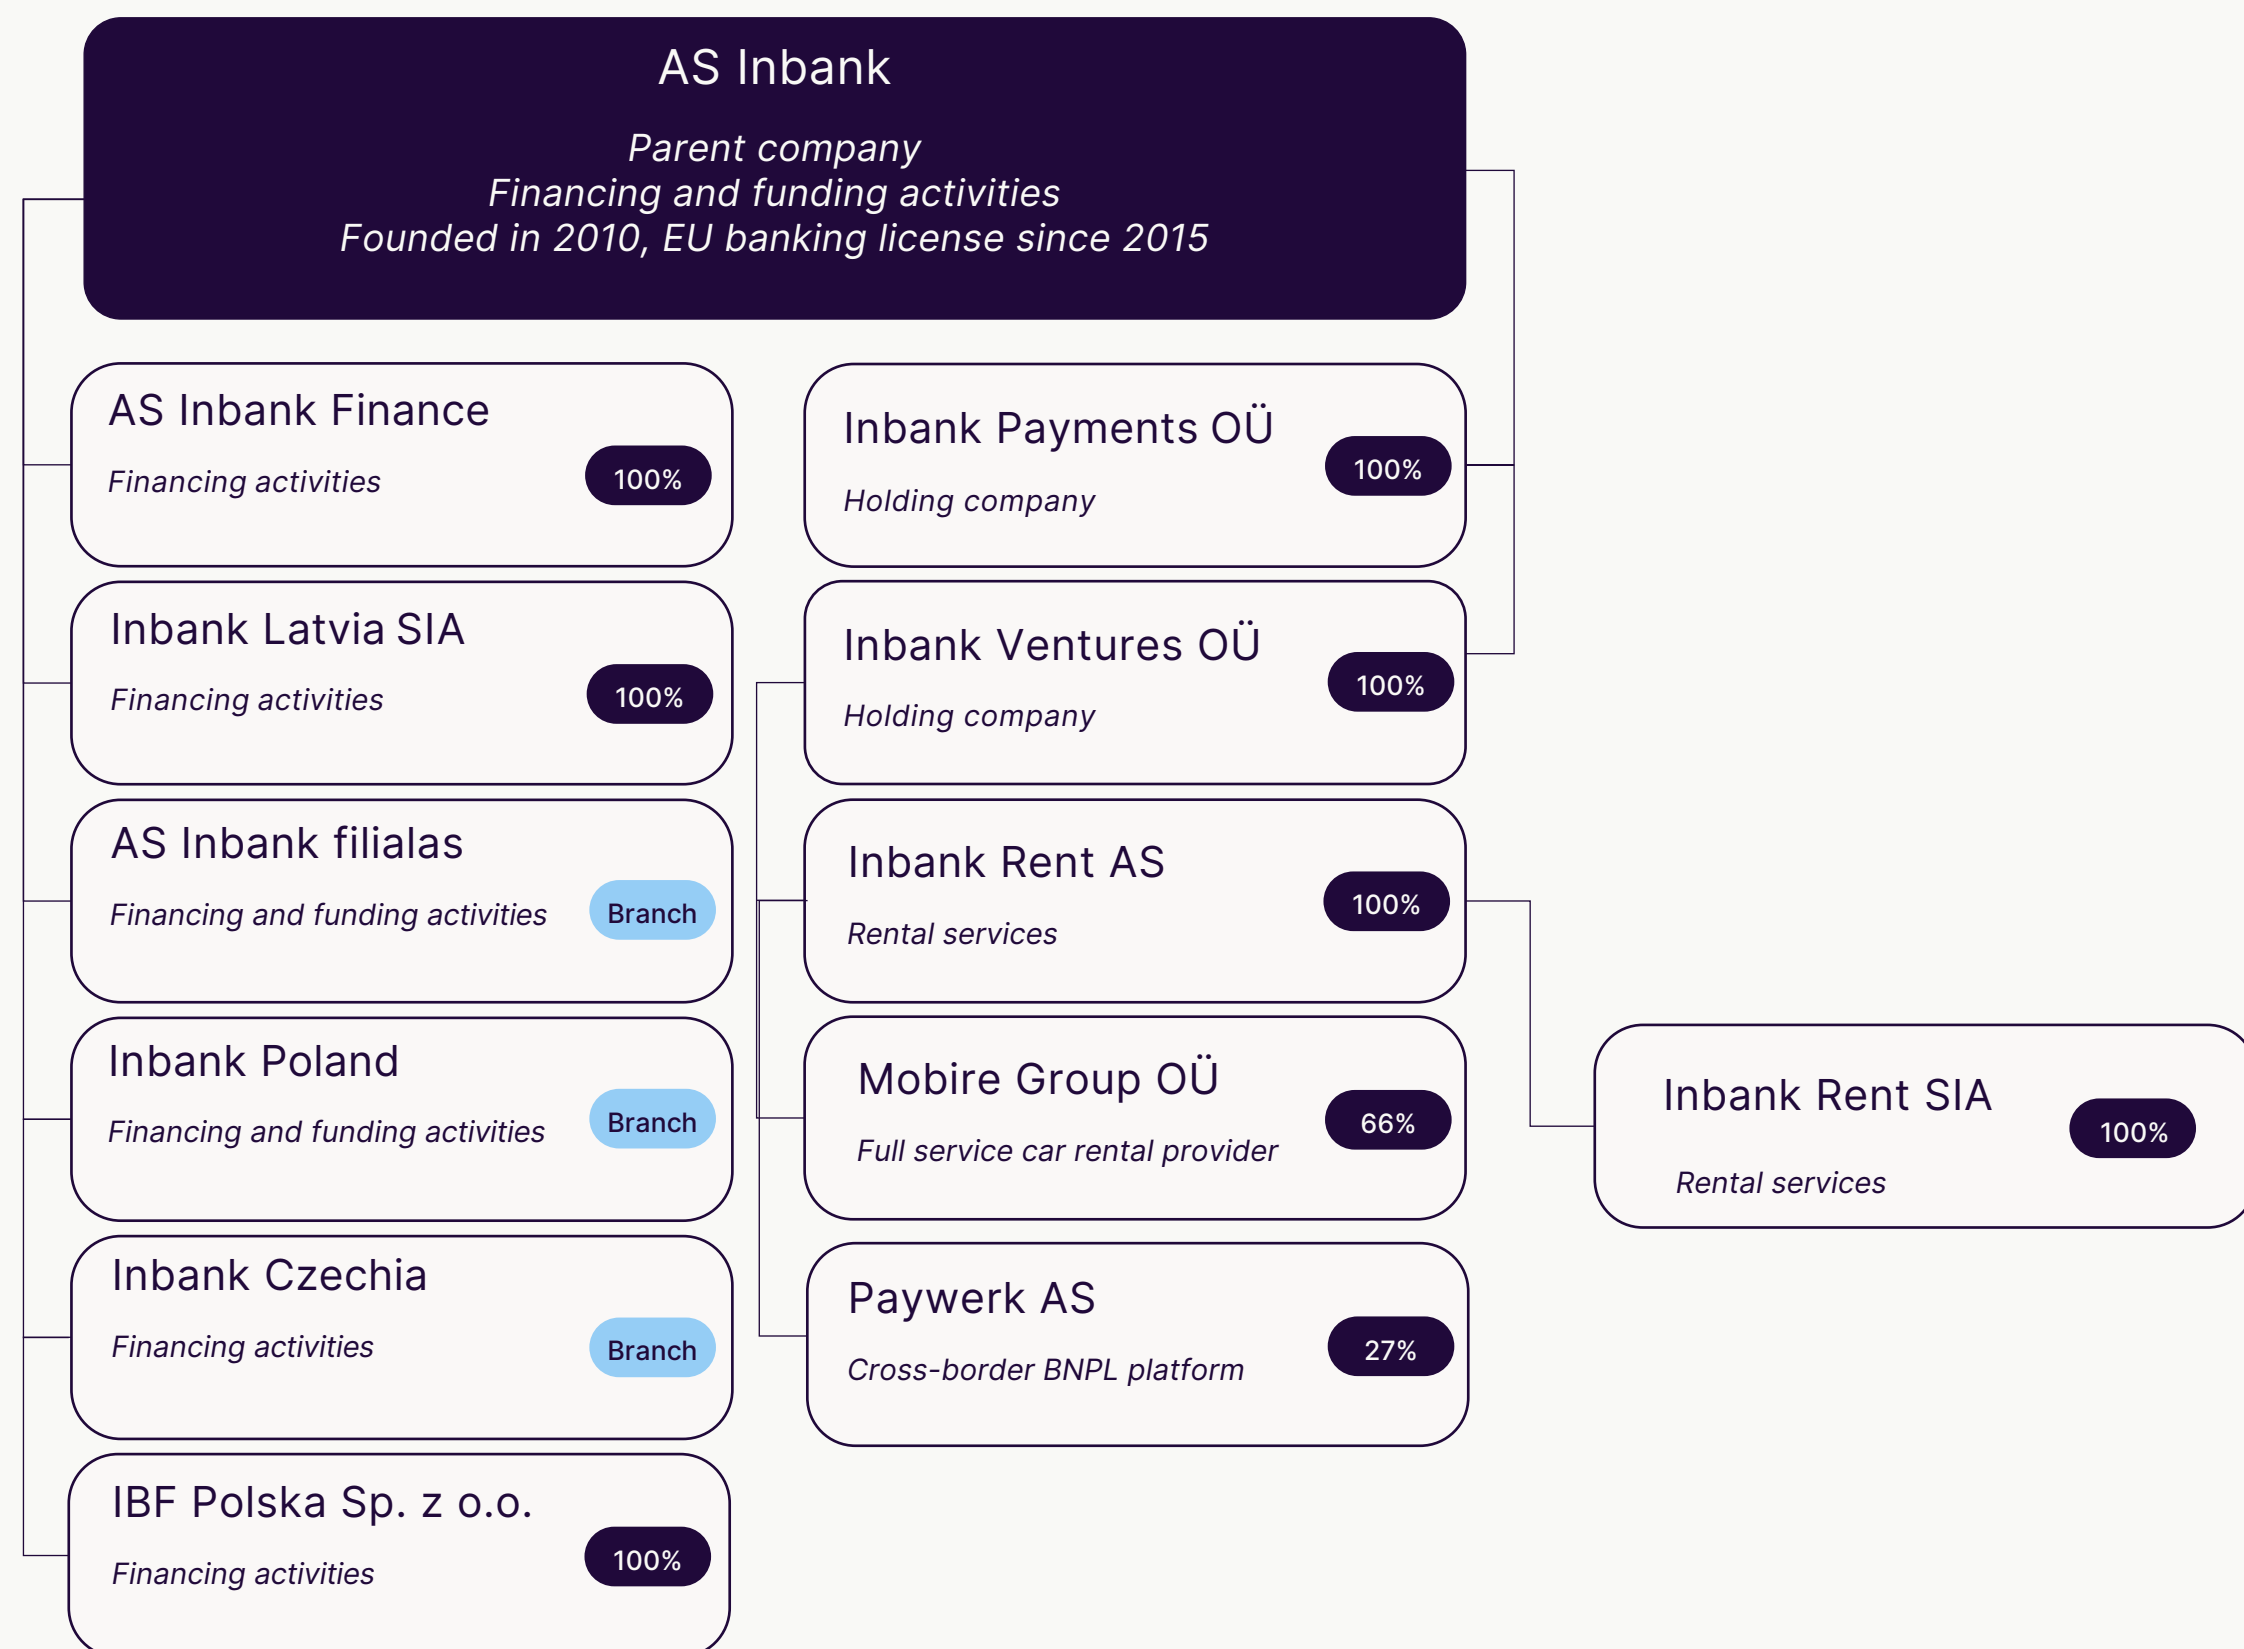 AS Inbank
Parent company
Financing and funding activities
Founded in 2010, EU banking license since 2015
AS Inbank Finance
Financing activities
100%
Inbank Latvia SIA
Financing activities
100%
AS Inbank filialas
Financing and funding activities
Branch
Inbank Poland
Financing and funding activities
Branch
Inbank Czechia
Financing activities
Branch
IBF Polska Sp. z o.o.
Financing activities
100%
Inbank Payments OÜ
Holding company
100%
Inbank Ventures OÜ
Holding company
100%
Inbank Rent AS
Rental services
100%
Mobire Group OÜ
Full service car rental provider
66%
Paywerk AS
Cross-border BNPL platform
27%
Inbank Rent SIA
Rental services
100%